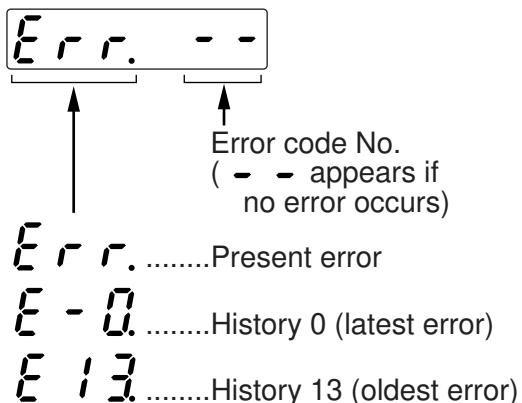 Err. --
Error code No.
( - - appears if
no error occurs)
Err. ........Present error
E-0. ........History 0 (latest error)
E13. ........History 13 (oldest error)